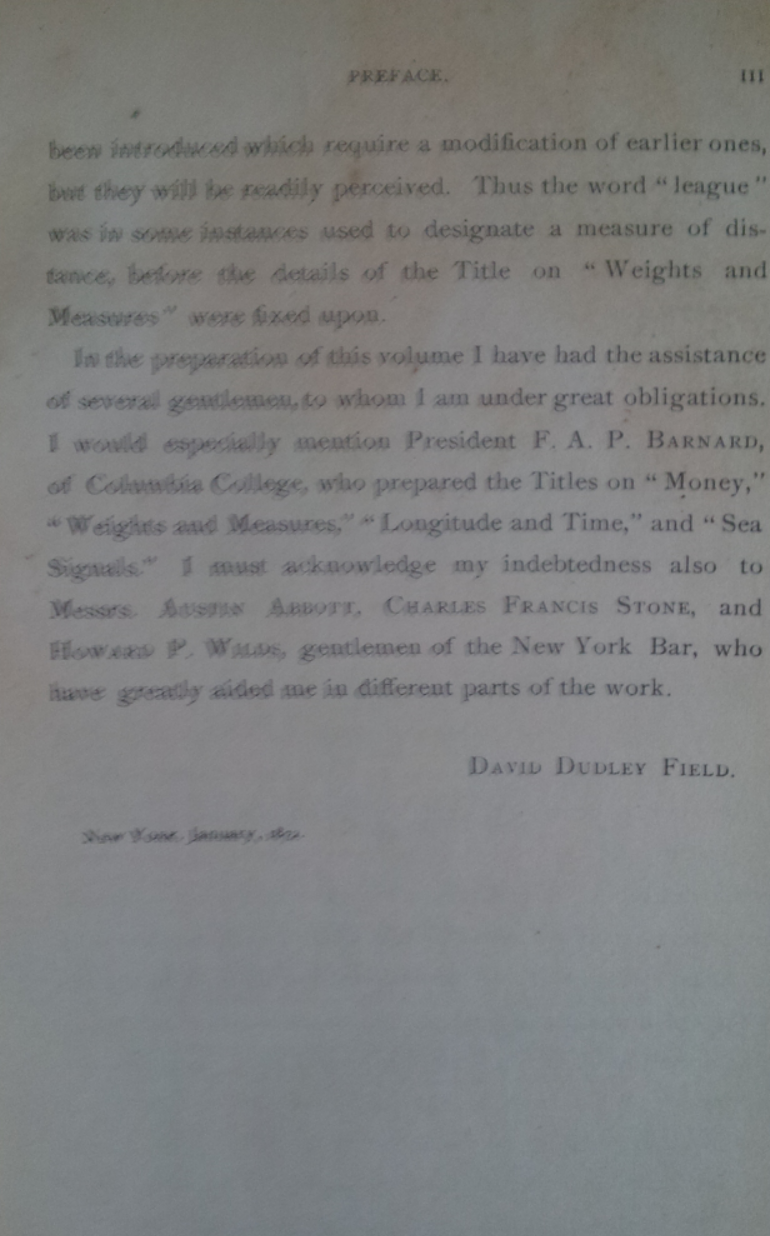 PREFACE. III
been introduced which require a modification of earlier ones,
but they will be readily perceived. Thus the word “league”
was in some instances used to designate a measure of dis-
tance, before the details of the Title on “Weights and
Measures” were fixed upon.
In the preparation of this volume I have had the assistance
of several gentlemen, to whom I am under great obligations.
I would especially mention President F. A. P. BARNARD,
of Columbia College, who prepared the Titles on “Money,”
“Weights and Measures,” “Longitude and Time,” and “Sea
Signals.” I must acknowledge my indebtedness also to
Messrs. AUSTIN ABBOTT, CHARLES FRANCIS STONE, and
HOWARD P. WILDS, gentlemen of the New York Bar, who
have greatly aided me in different parts of the work.
DAVID DUDLEY FIELD.
New York, January,